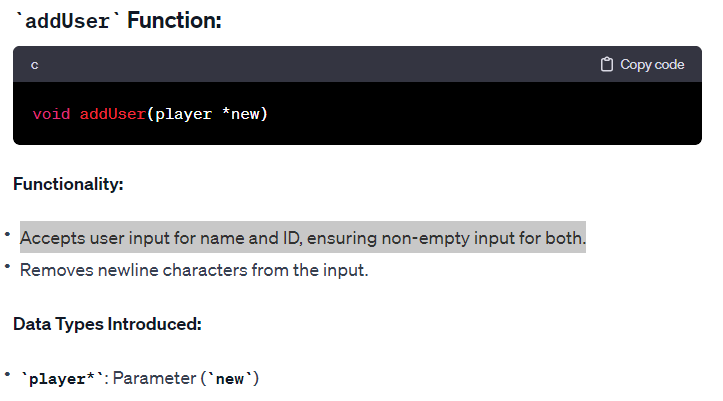 `addUser` Function:
c
Copy code
void addUser(player *new)
Functionality:
• Accepts user input for name and ID, ensuring non-empty input for both.
• Removes newline characters from the input.
Data Types Introduced:
• `player*`: Parameter (`new`)